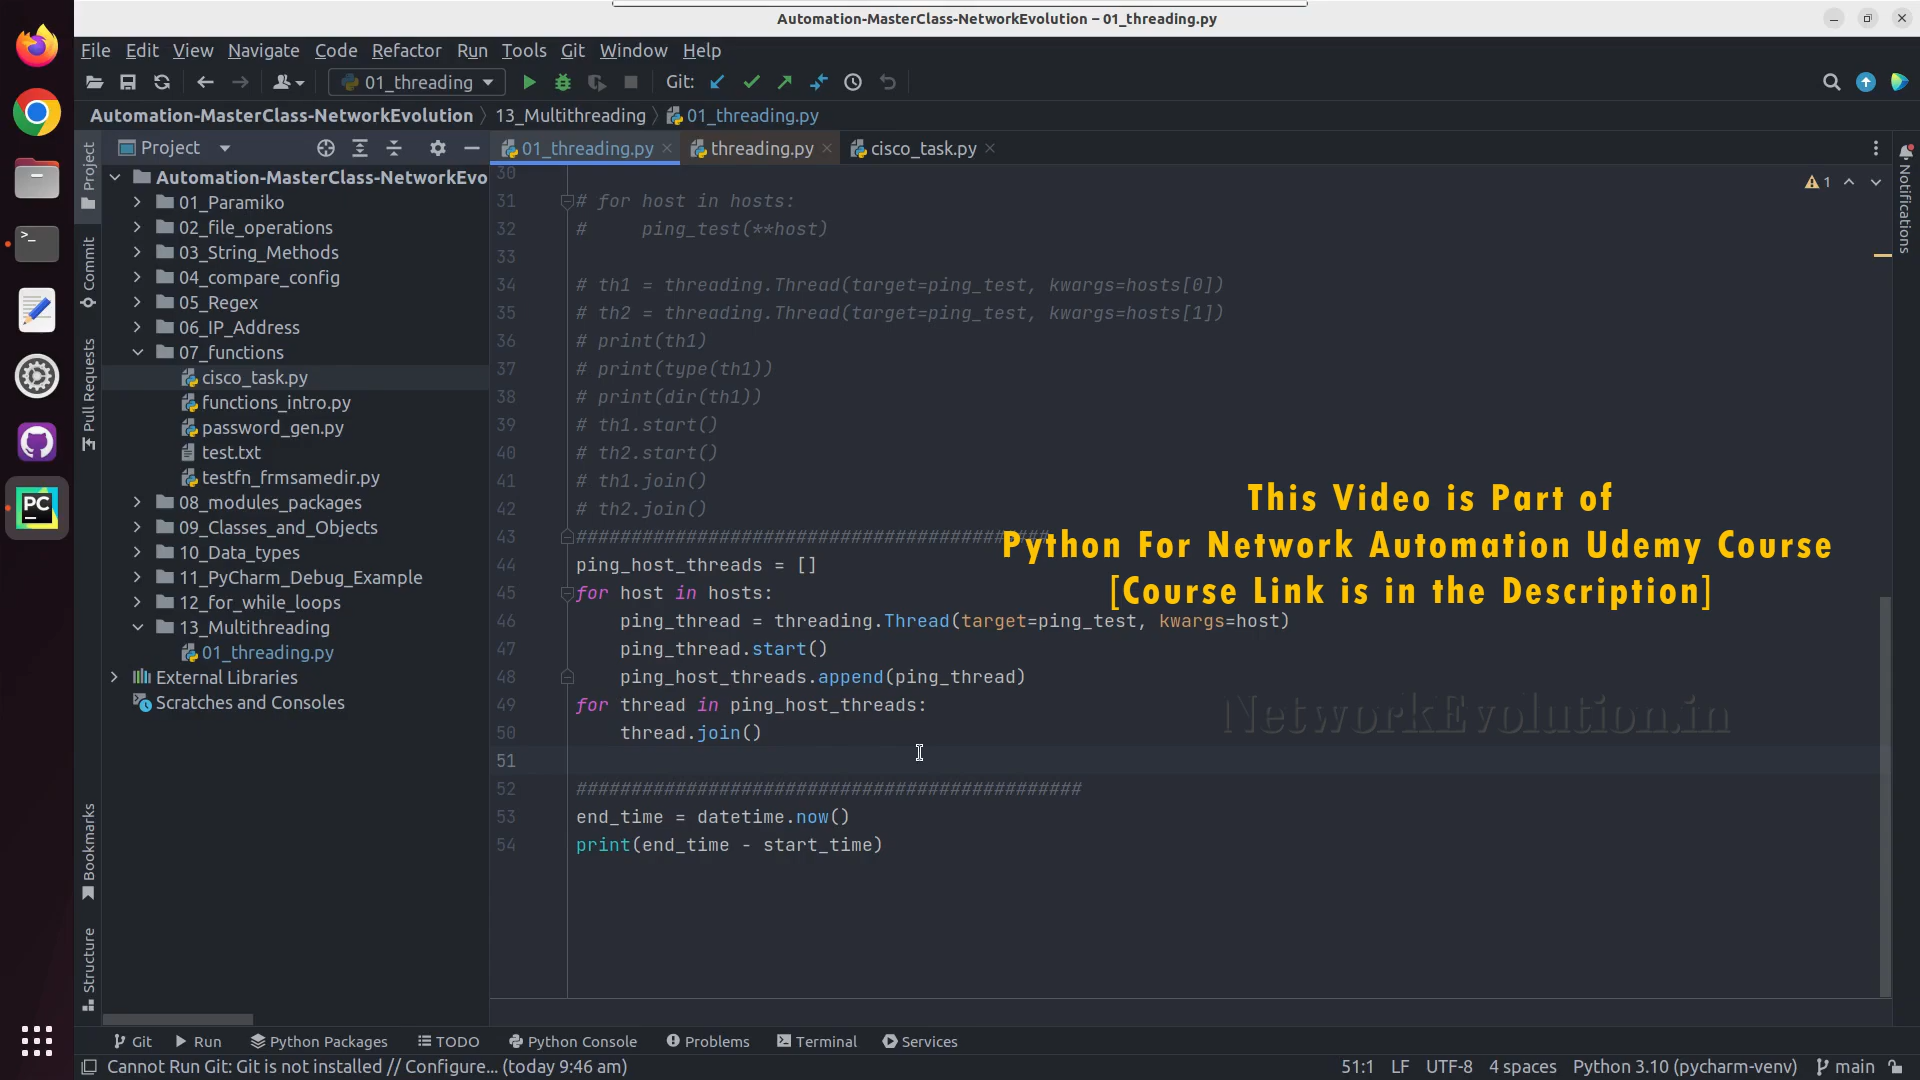 Automation-MasterClass-NetworkEvolution – 01_threading.py
File Edit View Navigate Code Refactor Run Tools Git Window Help
01_threading Git:
Automation-MasterClass-NetworkEvolution 13_Multithreading 01_threading.py
Project 01_threading.py threading.py cisco_task.py
Project
Commit
Pull Requests
Bookmarks
Structure
Notifications
Automation-MasterClass-NetworkEvo
01_Paramiko
02_file_operations
03_String_Methods
04_compare_config
05_Regex
06_IP_Address
07_functions
cisco_task.py
functions_intro.py
password_gen.py
test.txt
testfn_frmsamedir.py
08_modules_packages
09_Classes_and_Objects
10_Data_types
11_PyCharm_Debug_Example
12_for_while_loops
13_Multithreading
01_threading.py
External Libraries
Scratches and Consoles
1
30
31 # for host in hosts:
32 #     ping_test(**host)
33
34 # th1 = threading.Thread(target=ping_test, kwargs=hosts[0])
35 # th2 = threading.Thread(target=ping_test, kwargs=hosts[1])
36 # print(th1)
37 # print(type(th1))
38 # print(dir(th1))
39 # th1.start()
40 # th2.start()
41 # th1.join()
42 # th2.join()
43 ###########################################
44 ping_host_threads = []
45 for host in hosts:
46     ping_thread = threading.Thread(target=ping_test, kwargs=host)
47     ping_thread.start()
48     ping_host_threads.append(ping_thread)
49 for thread in ping_host_threads:
50     thread.join()
51
52 ##############################################
53 end_time = datetime.now()
54 print(end_time - start_time)
This Video is Part of
Python For Network Automation Udemy Course
[Course Link is in the Description]
NetworkEvolution.in
Git Run Python Packages TODO Python Console Problems Terminal Services
Cannot Run Git: Git is not installed // Configure... (today 9:46 am) 51:1 LF UTF-8 4 spaces Python 3.10 (pycharm-venv) main